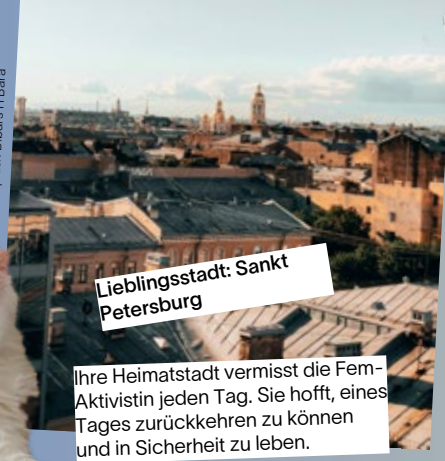 Lieblingsstadt: Sankt
Petersburg
Ihre Heimatstadt vermisst die Fem-
Aktivistin jeden Tag. Sie hofft, eines
Tages zurückkehren zu können
und in Sicherheit zu leben.